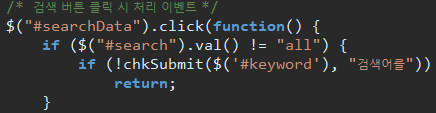 /* 검색 버튼 클릭 시 처리 이벤트 */
$("#searchData").click(function() {
    if ($("#search").val() != "all") {
        if (!chkSubmit($('#keyword'), "검색어를"))
            return;
    }